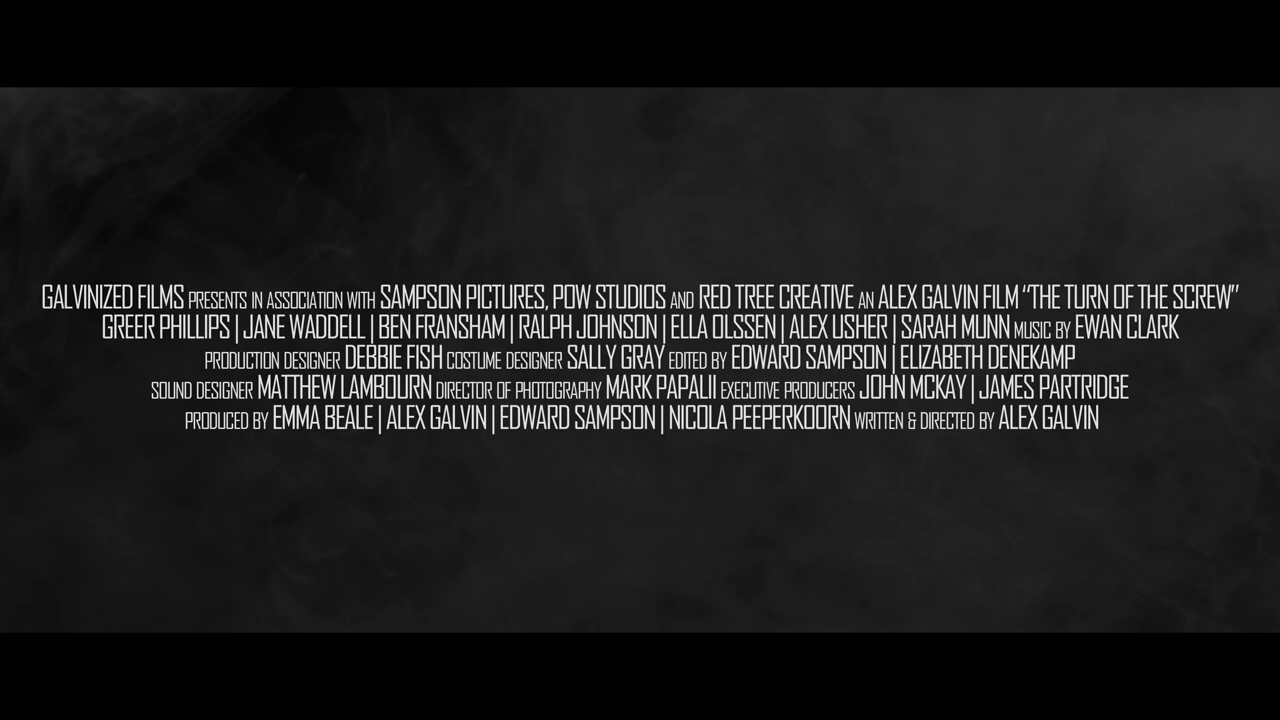 GALVINIZED FILMS PRESENTS IN ASSOCIATION WITH SAMPSON PICTURES, POW STUDIOS AND RED TREE CREATIVE AN ALEX GALVIN FILM “THE TURN OF THE SCREW”
GREER PHILLIPS | JANE WADDELL | BEN FRANSHAM | RALPH JOHNSON | ELLA OLSSEN | ALEX USHER | SARAH MUNN MUSIC BY EWAN CLARK
PRODUCTION DESIGNER DEBBIE FISH COSTUME DESIGNER SALLY GRAY EDITED BY EDWARD SAMPSON | ELIZABETH DENEKAMP
SOUND DESIGNER MATTHEW LAMBOURN DIRECTOR OF PHOTOGRAPHY MARK PAPALII EXECUTIVE PRODUCERS JOHN MCKAY | JAMES PARTRIDGE
PRODUCED BY EMMA BEALE | ALEX GALVIN | EDWARD SAMPSON | NICOLA PEEPERKOORN WRITTEN & DIRECTED BY ALEX GALVIN